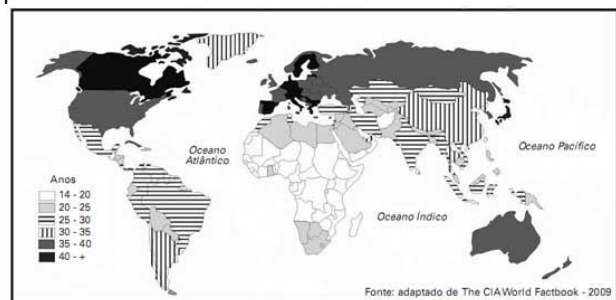 Oceano
Atlântico
Oceano Pacífico
Oceano Índico
Anos
14 - 20
20 - 25
25 - 30
30 - 35
35 - 40
40 - +
Fonte: adaptado de The CIA World Factbook - 2009